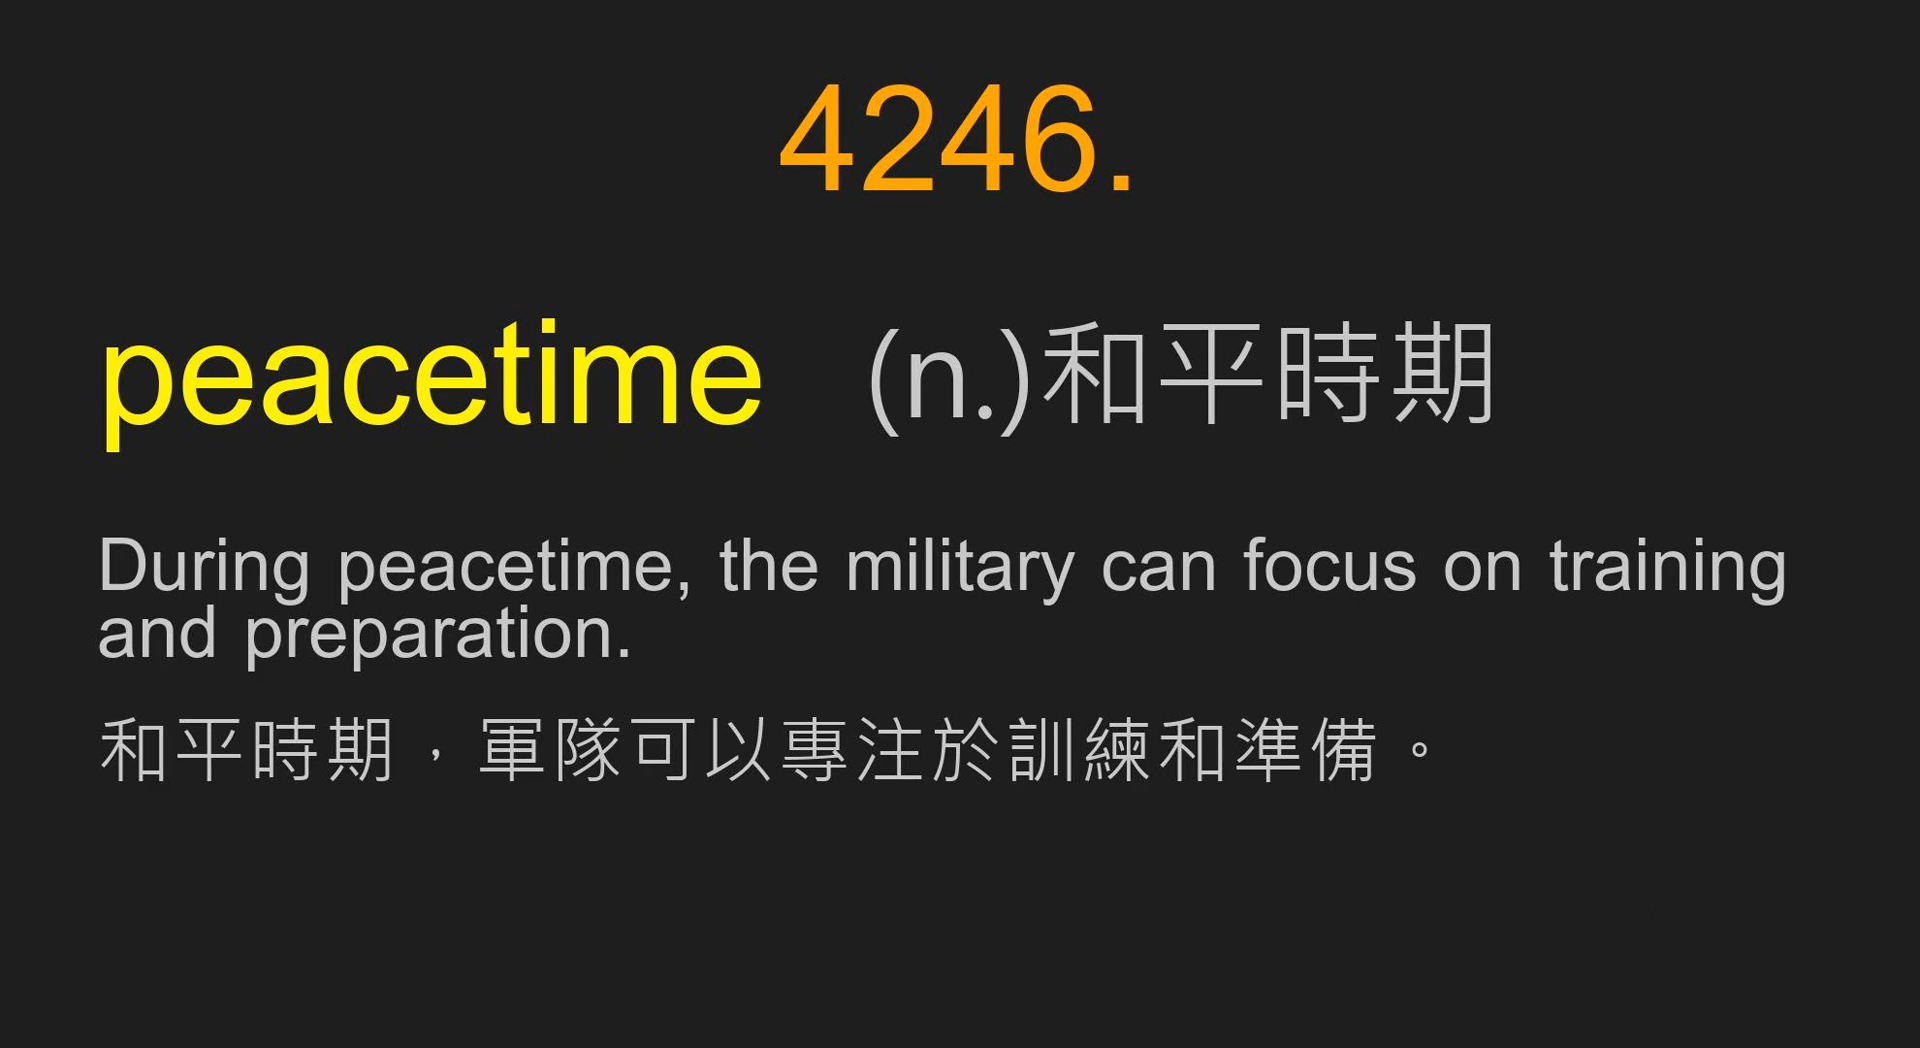 4246.
peacetime (n.)和平時期
During peacetime, the military can focus on training
and preparation.
和平時期，軍隊可以專注於訓練和準備。